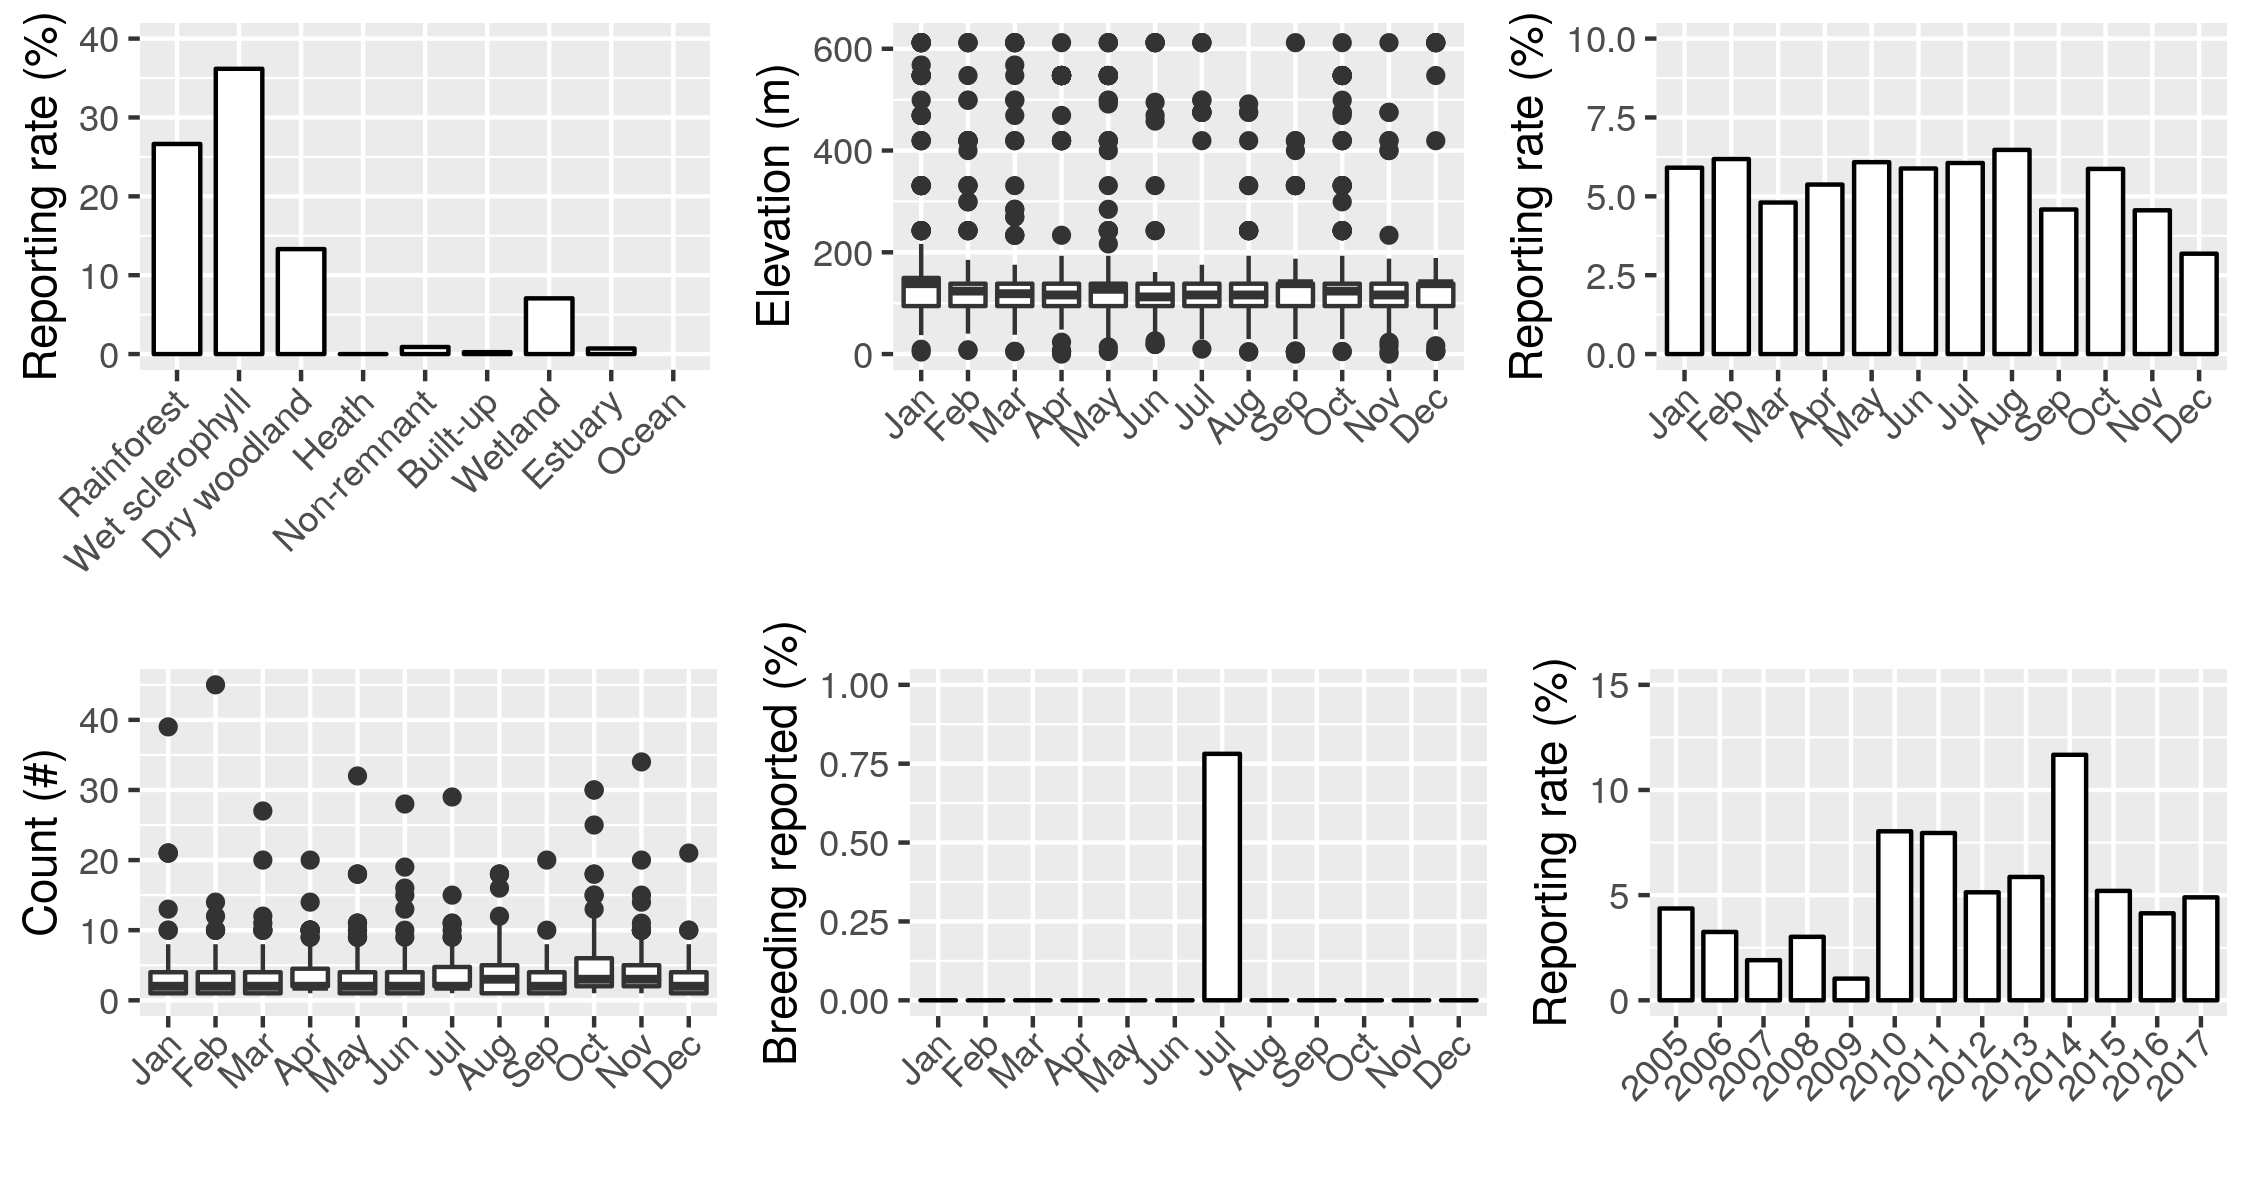 Reporting rate (%)
40
30
20
10
0
Rainforest
Wet sclerophyll
Dry woodland
Heath
Non-remnant
Built-up
Wetland
Estuary
Ocean
Elevation (m)
600
400
200
0
Jan
Feb
Mar
Apr
May
Jun
Jul
Aug
Sep
Oct
Nov
Dec
Reporting rate (%)
10.0
7.5
5.0
2.5
0.0
Jan
Feb
Mar
Apr
May
Jun
Jul
Aug
Sep
Oct
Nov
Dec
Count (#)
40
30
20
10
0
Jan
Feb
Mar
Apr
May
Jun
Jul
Aug
Sep
Oct
Nov
Dec
Breeding reported (%)
1.00
0.75
0.50
0.25
0.00
Jan
Feb
Mar
Apr
May
Jun
Jul
Aug
Sep
Oct
Nov
Dec
Reporting rate (%)
15
10
5
0
2005
2006
2007
2008
2009
2010
2011
2012
2013
2014
2015
2016
2017